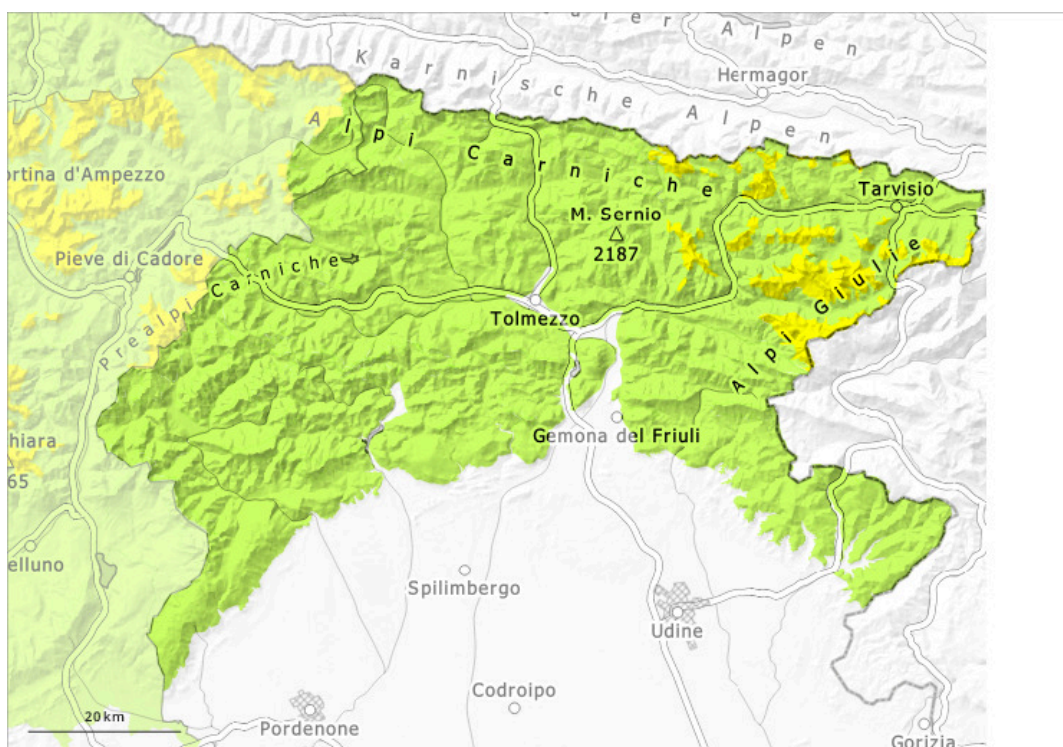 Alpen
Hermagor
Karnische Alpen
Alpi Carniche
ortina d'Ampezzo
Tarvisio
M. Sernio
2187
Pieve di Cadore
Prealpi Carniche
Alpi Giulie
Tolmezzo
Gemona del Friuli
hiara
65
elluno
Spilimbergo
Udine
Codroipo
20 km
Pordenone
Gorizia